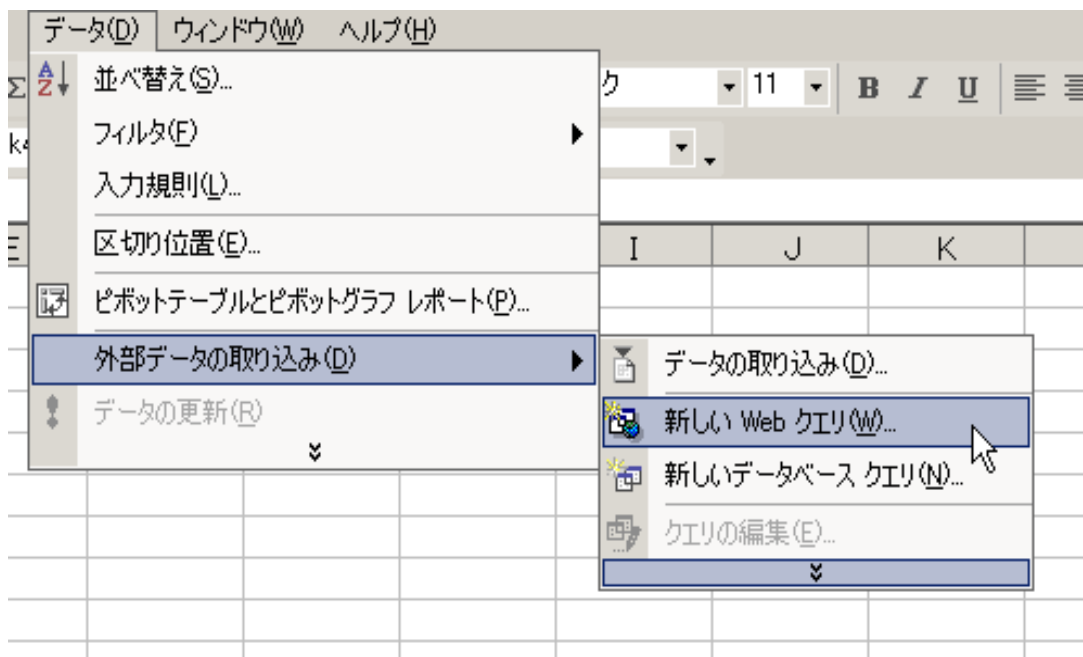 データ(D) ウィンドウ(W) ヘルプ(H)
Σ 並べ替え(S)... ク 11 B I U
フィルタ(F)
入力規則(L)...
区切り位置(E)...
E I J K
ピボットテーブルとピボットグラフ レポート(P)...
外部データの取り込み(D)
データの取り込み(D)...
データの更新(R)
新しい Web クエリ(W)...
新しいデータベース クエリ(N)...
クエリの編集(E)...